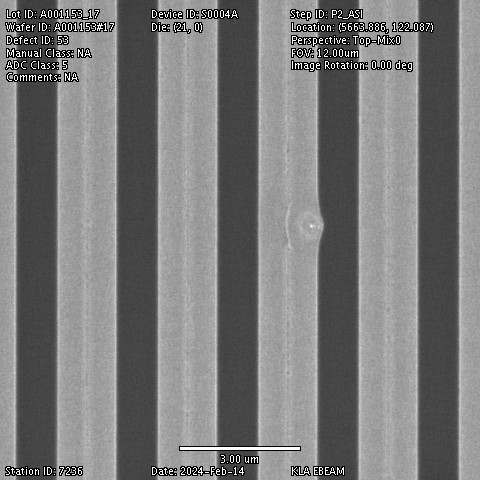 Lot ID: A001153_17
Wafer ID: A001153#17
Defect ID: 53
Manual Class: NA
ADC Class: 5
Comments: NA
Device ID: S0004A
Die: (21, 0)
Step ID: P2_ASI
Location: (5663.886, 122.087)
Perspective: Top-Mix0
FOV: 12.00um
Image Rotation: 0.00 deg
3.00 um
Station ID: 7236
Date: 2024-Feb-14
KLA EBEAM